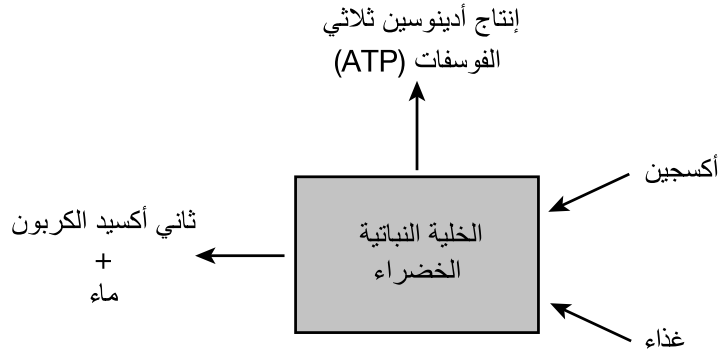 إنتاج أدينوسين ثلاثي
الفوسفات (ATP)
أكسجين
الخلية النباتية
الخضراء
ثاني أكسيد الكربون
+
ماء
غذاء